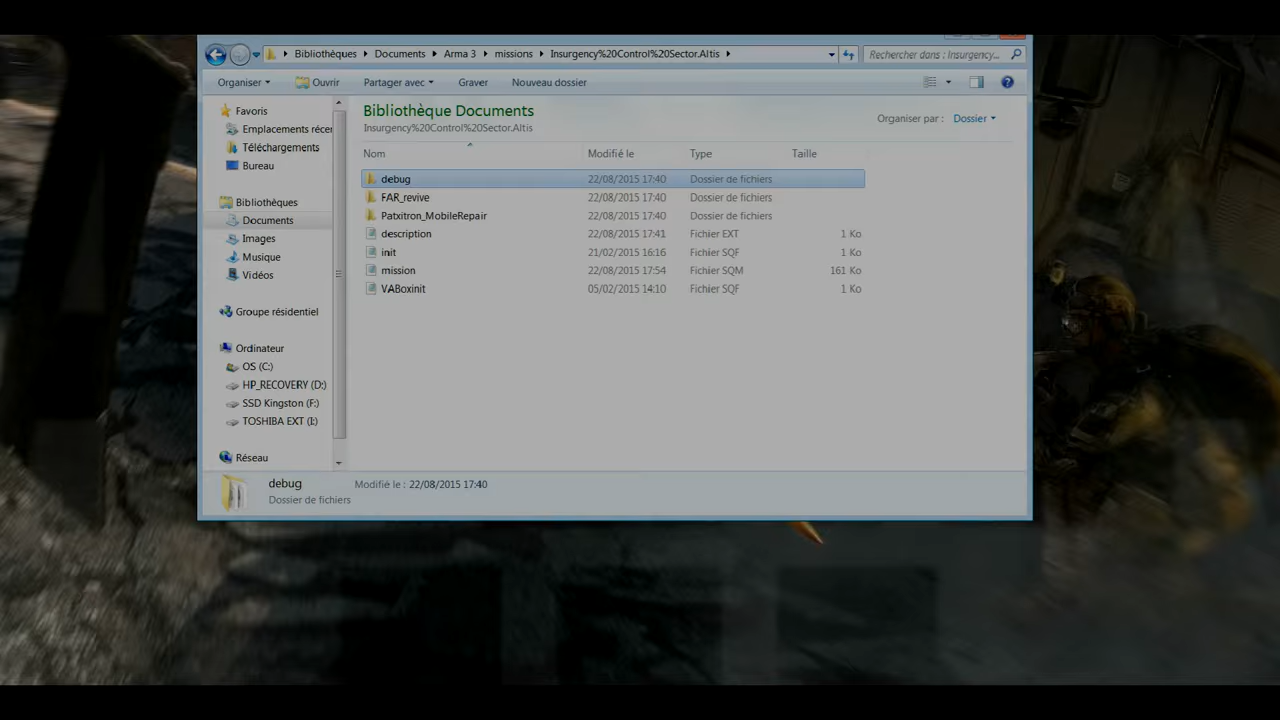 Bibliothèques Documents Arma 3 missions Insurgency%20Control%20Sector.Altis
Rechercher dans : Insurgency...
Organiser Ouvrir Partager avec Graver Nouveau dossier
Favoris
Emplacements récer
Téléchargements
Bureau
Bibliothèques
Documents
Images
Musique
Vidéos
Groupe résidentiel
Ordinateur
OS (C:)
HP_RECOVERY (D:)
SSD Kingston (F:)
TOSHIBA EXT (I:)
Réseau
Bibliothèque Documents
Insurgency%20Control%20Sector.Altis
Organiser par : Dossier
Nom Modifié le Type Taille
debug 22/08/2015 17:40 Dossier de fichiers
FAR_revive 22/08/2015 17:40 Dossier de fichiers
Patxitron_MobileRepair 22/08/2015 17:40 Dossier de fichiers
description 22/08/2015 17:41 Fichier EXT 1 Ko
init 21/02/2015 16:16 Fichier SQF 1 Ko
mission 22/08/2015 17:54 Fichier SQM 161 Ko
VABoxinit 05/02/2015 14:10 Fichier SQF 1 Ko
debug Modifié le : 22/08/2015 17:40
Dossier de fichiers